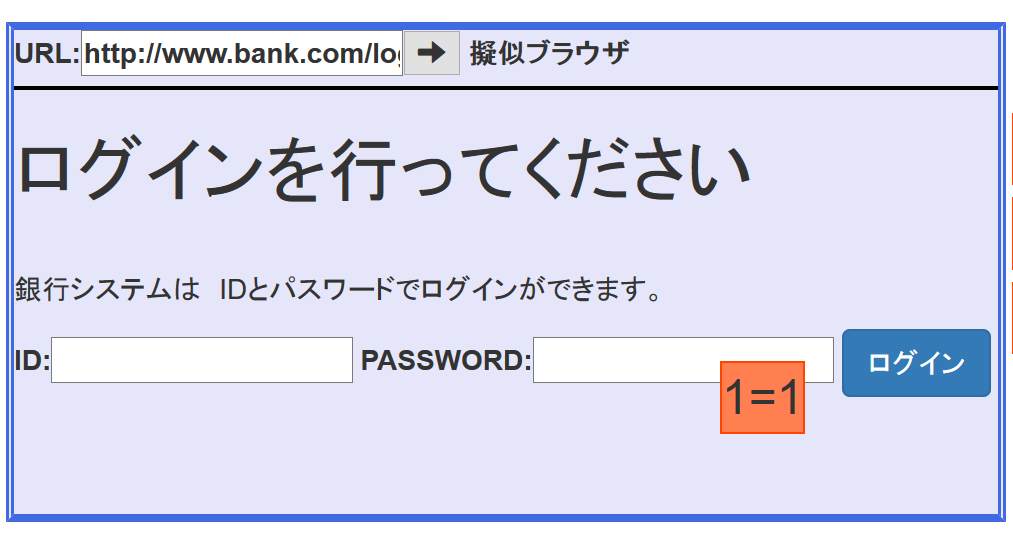 URL: http://www.bank.com/lo ➔ 擬似ブラウザ
ログインを行ってください
銀行システムは　IDとパスワードでログインができます。
ID: PASSWORD: ログイン
1=1